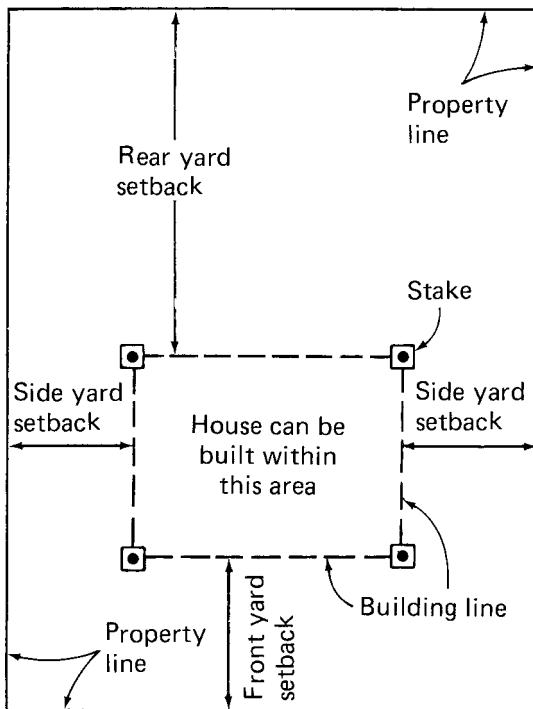 Property
line
Rear yard
setback
Stake
Side yard
setback
House can be
built within
this area
Side yard
setback
Building line
Property
line
Front yard
setback